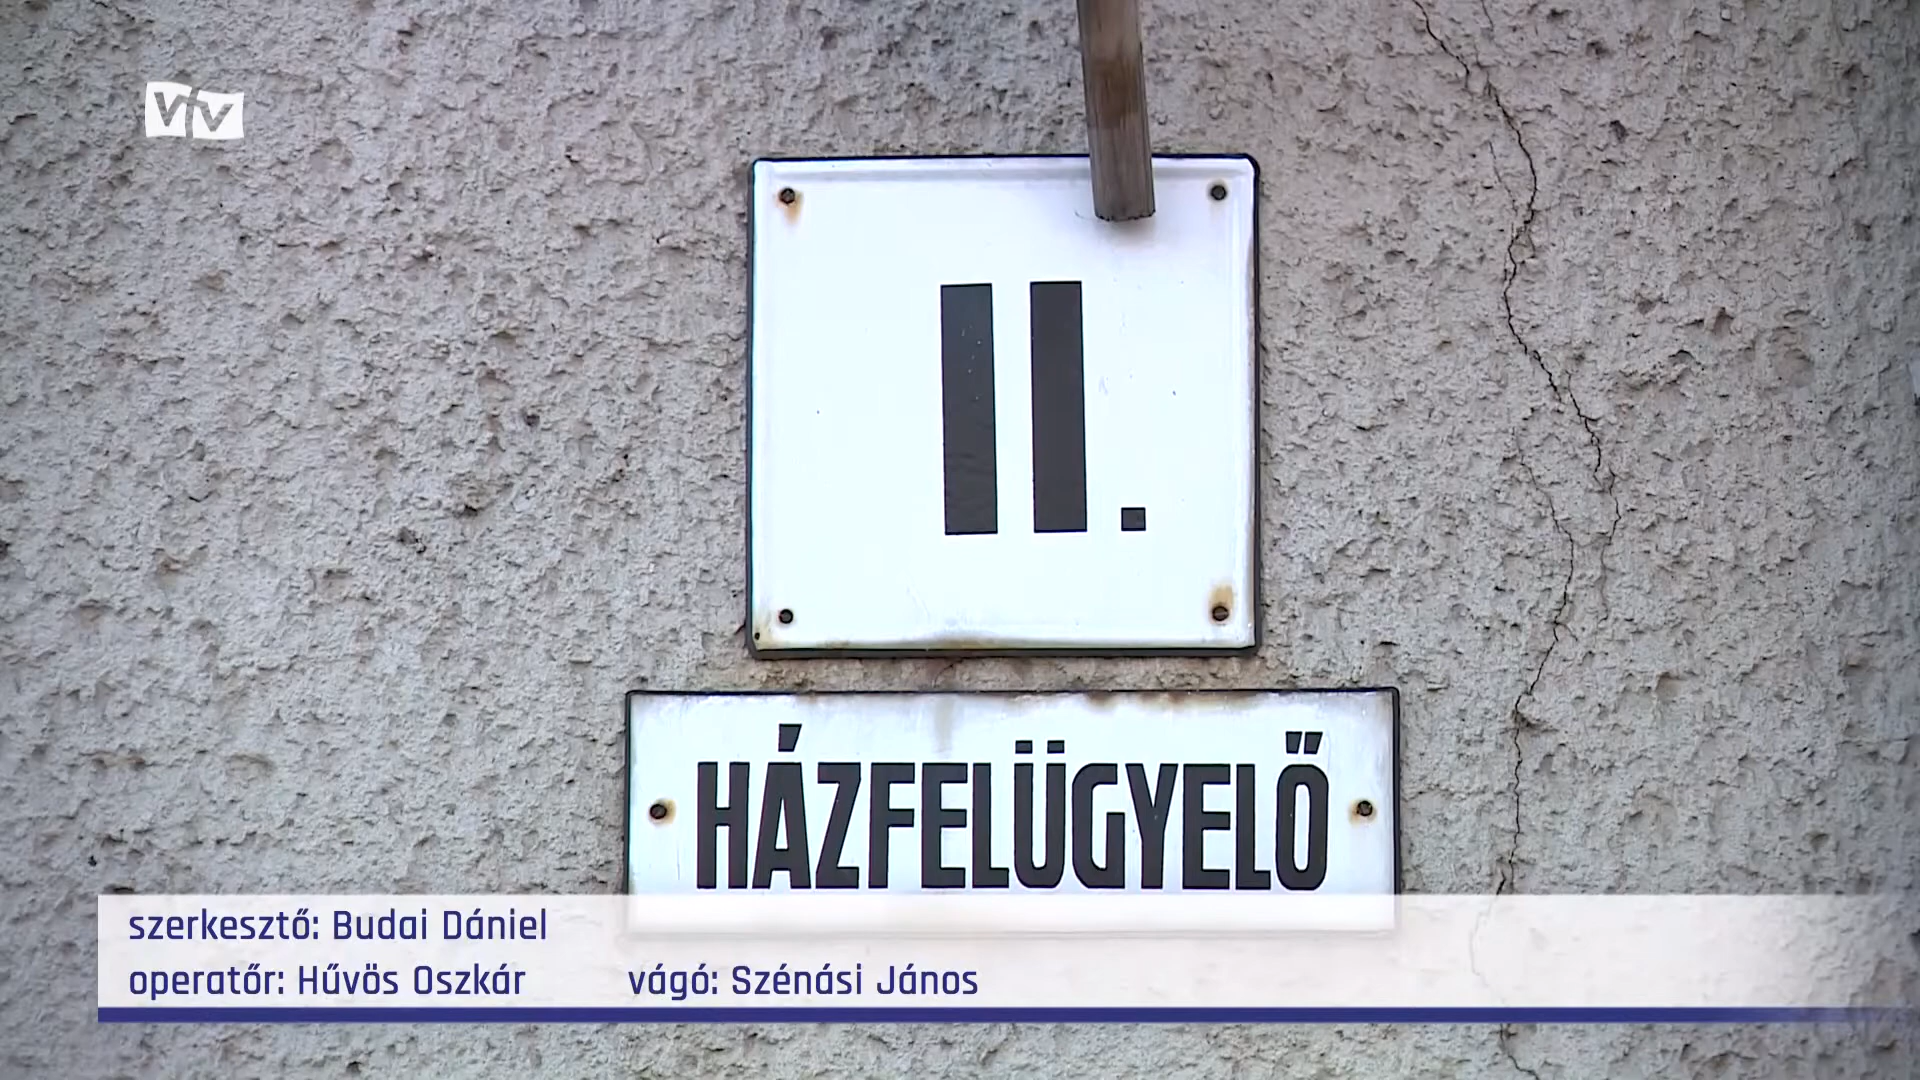 VTV
II.
HÁZFELÜGYELŐ
szerkesztő: Budai Dániel
operatőr: Hűvös Oszkár vágó: Szénási János